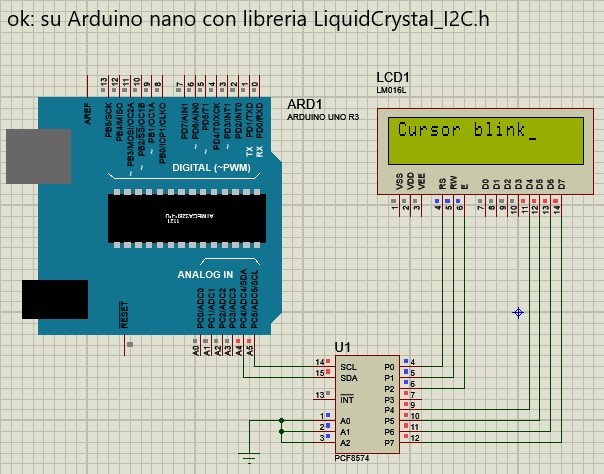 ok: su Arduino nano con libreria LiquidCrystal_I2C.h
LCD1
LM016L
Cursor blink_
VSS
VDD
VEE
RS
RW
E
D0
D1
D2
D3
D4
D5
D6
D7
1
2
3
4
5
6
7
8
9
10
11
12
13
14
ARD1
ARDUINO UNO R3
13
12
11
10
9
8
7
6
5
4
3
2
1
0
AREF
PB5/SCK
PB4/MISO
~ PB3/MOSI/OC2A
~ PB2/SS/OC1B
~ PB1/OC1A
PB0/ICP1/CLKO
PD7/AIN1
~ PD6/AIN0
~ PD5/T1
PD4/T0/XCK
~ PD3/INT1
PD2/INT0
TX PD1/TXD
RX PD0/RXD
DIGITAL (~PWM)
1121
ANALOG IN
RESET
PC0/ADC0
PC1/ADC1
PC2/ADC2
PC3/ADC3
PC4/ADC4/SDA
PC5/ADC5/SCL
A0
A1
A2
A3
A4
A5
U1
14 SCL P0 4
15 SDA P1 5
P2 6
13 INT P3 7
P4 9
1 A0 P5 10
2 A1 P6 11
3 A2 P7 12
PCF8574